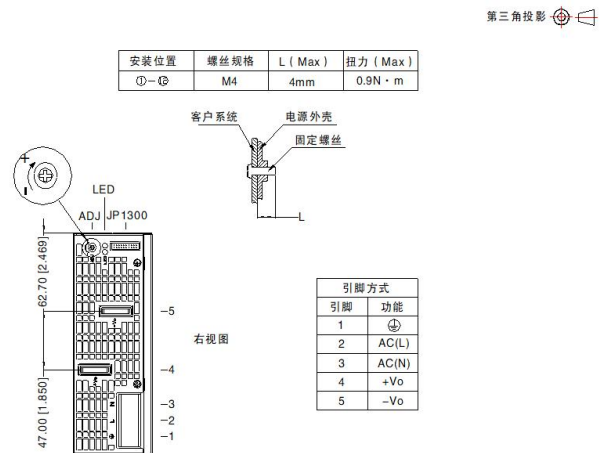 第三角投影
安装位置 螺丝规格 L（Max） 扭力（Max）
①－⑫ M4 4mm 0.9N·m
客户系统 电源外壳
固定螺丝
L
+
-
LED
ADJ JP1300
62.70 [2.469]
47.00 [1.850]
5
4
3
2
1
N
L
右视图
引脚方式
引脚 功能
1
2 AC(L)
3 AC(N)
4 +Vo
5 -Vo